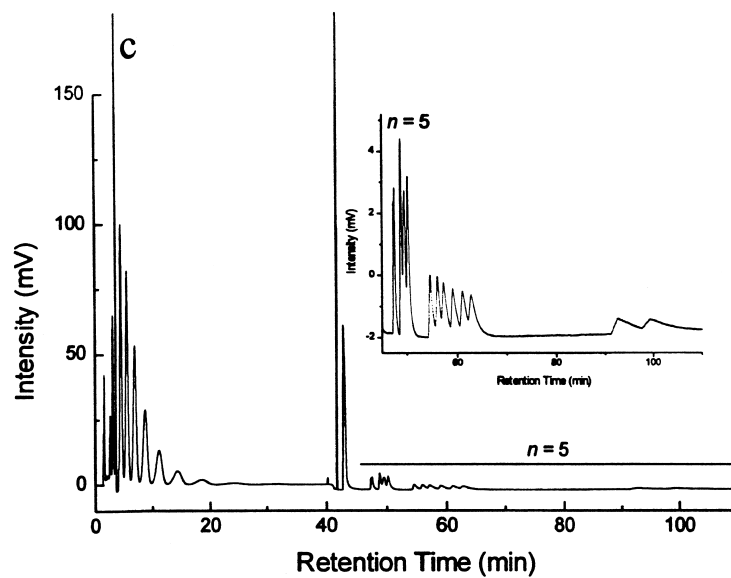 c
150
100
50
0
Intensity (mV)
0 20 40 60 80 100
Retention Time (min)
n = 5
n = 5
4
2
0
-2
Intensity (mV)
60 80 100
Retention Time (min)